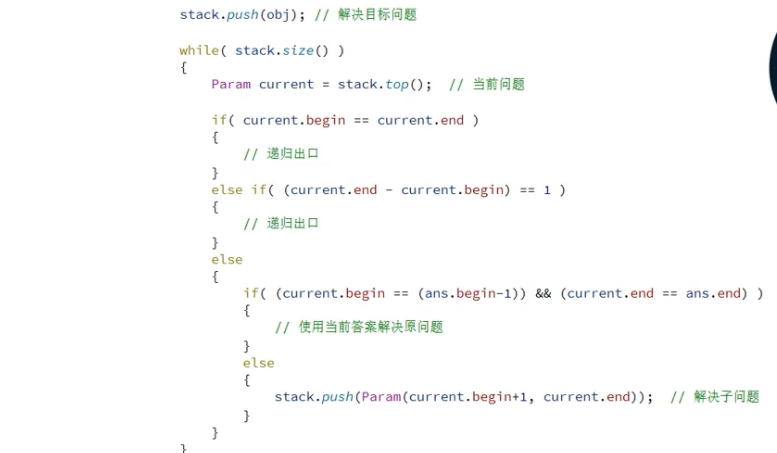 stack.push(obj); // 解决目标问题
while( stack.size() )
{
Param current = stack.top();  // 当前问题
if( current.begin == current.end )
{
// 递归出口
}
else if( (current.end - current.begin) == 1 )
{
// 递归出口
}
else
{
if( (current.begin == (ans.begin-1)) && (current.end == ans.end) )
{
// 使用当前答案解决原问题
}
else
{
stack.push(Param(current.begin+1, current.end));  // 解决子问题
}
}
}